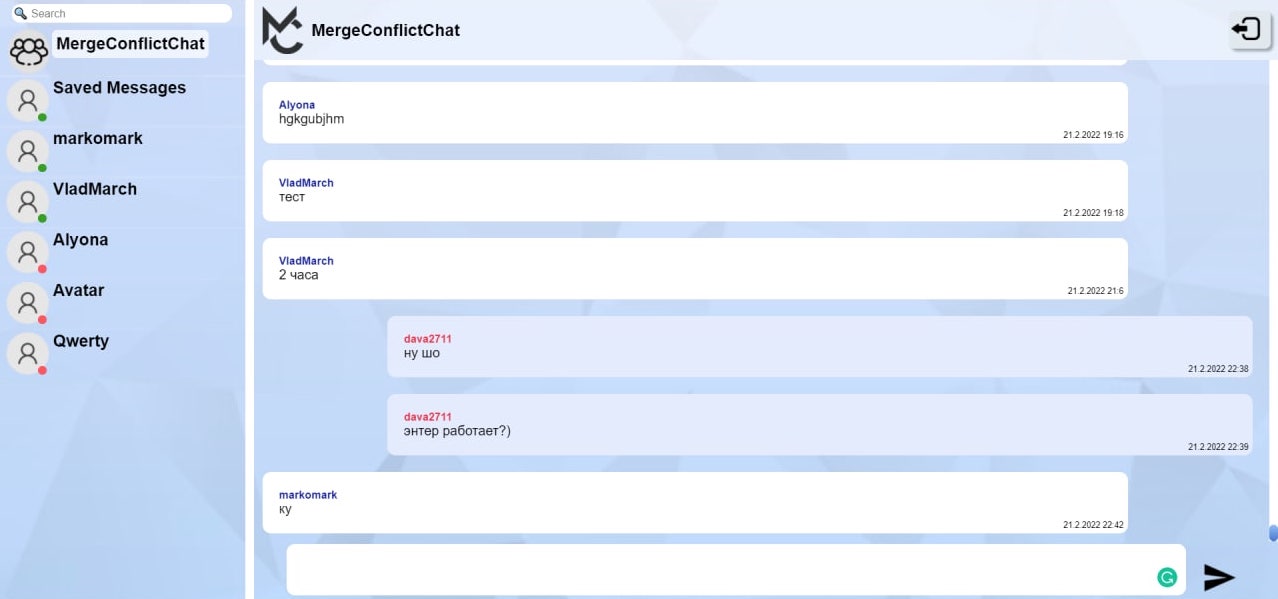 Search
MergeConflictChat
Saved Messages
markomark
VladMarch
Alyona
Avatar
Qwerty
MergeConflictChat
Alyona
hgkgubjhm
21.2.2022 19:16
VladMarch
тест
21.2.2022 19:18
VladMarch
2 часа
21.2.2022 21:6
dava2711
ну шо
21.2.2022 22:38
dava2711
энтер работает?)
21.2.2022 22:39
markomark
ку
21.2.2022 22:42